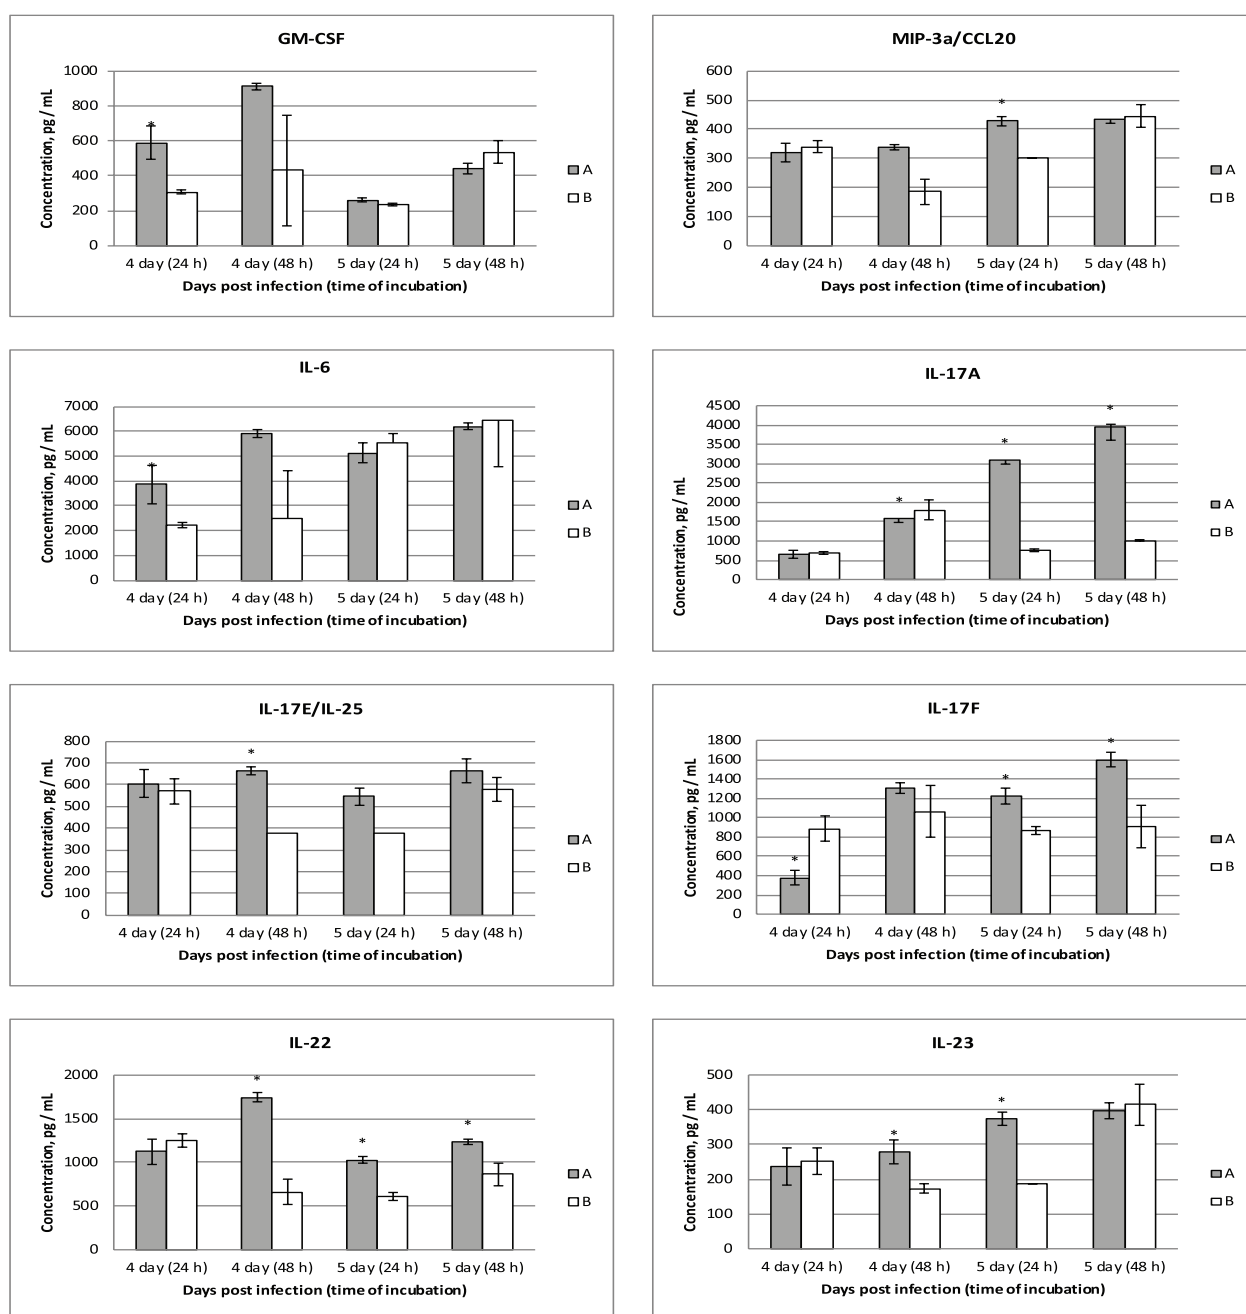 GM-CSF
Concentration, pg / mL
1000
800
600
400
200
0
*
4 day (24 h) 4 day (48 h) 5 day (24 h) 5 day (48 h)
Days post infection (time of incubation)
A
B
MIP-3a/CCL20
Concentration, pg / mL
600
500
400
300
200
100
0
*
4 day (24 h) 4 day (48 h) 5 day (24 h) 5 day (48 h)
Days post infection (time of incubation)
A
B
IL-6
Concentration, pg / mL
7000
6000
5000
4000
3000
2000
1000
0
*
4 day (24 h) 4 day (48 h) 5 day (24 h) 5 day (48 h)
Days post infection (time of incubation)
A
B
IL-17A
Concentration, pg / mL
4500
4000
3500
3000
2500
2000
1500
1000
500
0
* * *
4 day (24 h) 4 day (48 h) 5 day (24 h) 5 day (48 h)
Days post infection (time of incubation)
A
B
IL-17E/IL-25
Concentration, pg / mL
800
700
600
500
400
300
200
100
0
*
4 day (24 h) 4 day (48 h) 5 day (24 h) 5 day (48 h)
Days post infection (time of incubation)
A
B
IL-17F
Concentration, pg / mL
1800
1600
1400
1200
1000
800
600
400
200
0
* * *
4 day (24 h) 4 day (48 h) 5 day (24 h) 5 day (48 h)
Days post infection (time of incubation)
A
B
IL-22
Concentration, pg / mL
2000
1500
1000
500
0
* * *
4 day (24 h) 4 day (48 h) 5 day (24 h) 5 day (48 h)
Days post infection (time of incubation)
A
B
IL-23
Concentration, pg / mL
500
400
300
200
100
0
* *
4 day (24 h) 4 day (48 h) 5 day (24 h) 5 day (48 h)
Days post infection (time of incubation)
A
B